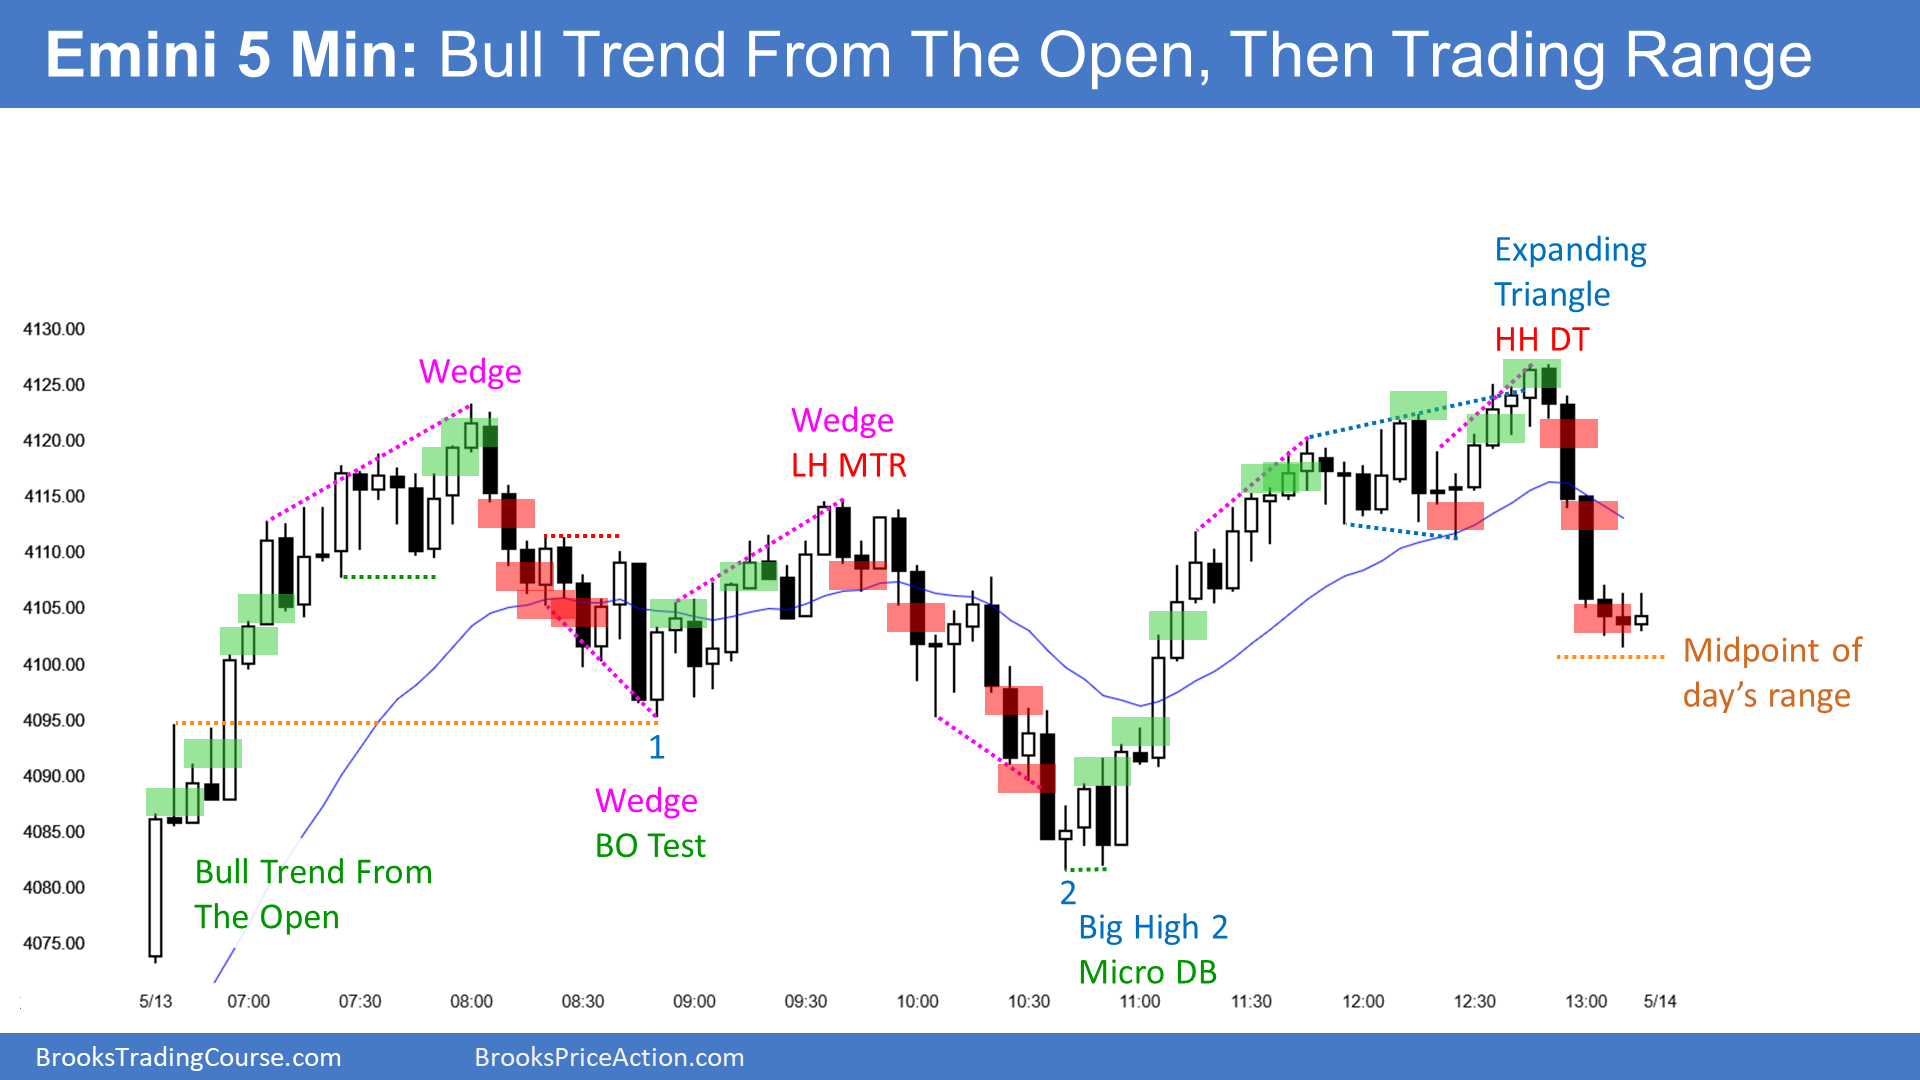 Emini 5 Min: Bull Trend From The Open, Then Trading Range
Expanding
Triangle
HH DT
Wedge
Wedge
LH MTR
4130.00
4125.00
4120.00
4115.00
4110.00
4105.00
4100.00
4095.00
4090.00
4085.00
4080.00
4075.00
Midpoint of
day's range
1
Wedge
BO Test
Bull Trend From
The Open
2
Big High 2
Micro DB
5/13 07:00 07:30 08:00 08:30 09:00 09:30 10:00 10:30 11:00 11:30 12:00 12:30 13:00 5/14
BrooksTradingCourse.com BrooksPriceAction.com